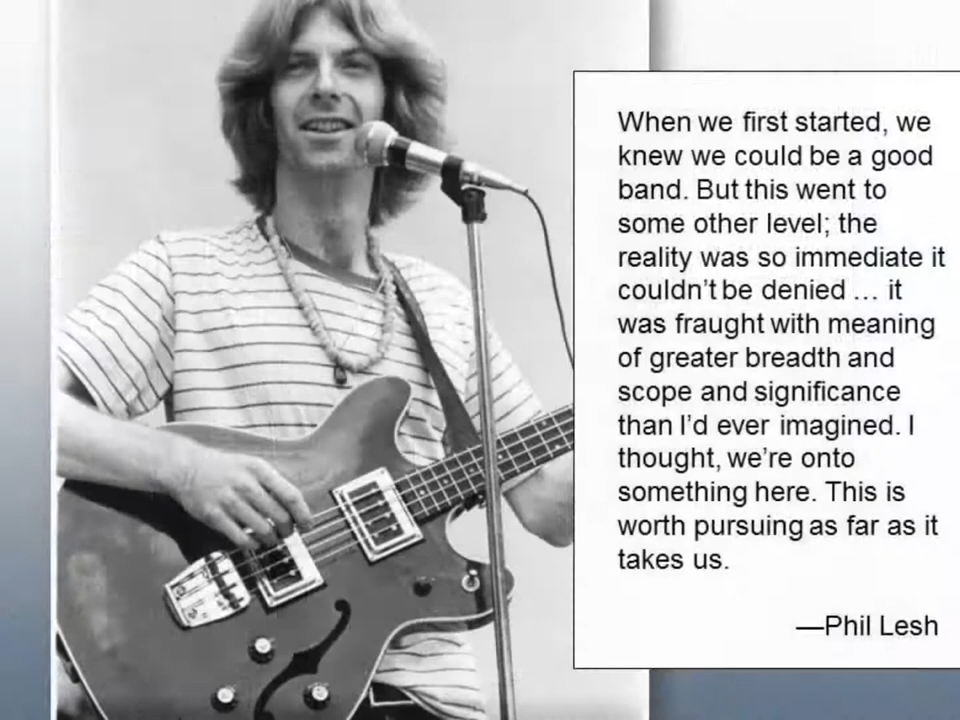 When we first started, we
knew we could be a good
band. But this went to
some other level; the
reality was so immediate it
couldn't be denied … it
was fraught with meaning
of greater breadth and
scope and significance
than I'd ever imagined. I
thought, we're onto
something here. This is
worth pursuing as far as it
takes us.
—Phil Lesh